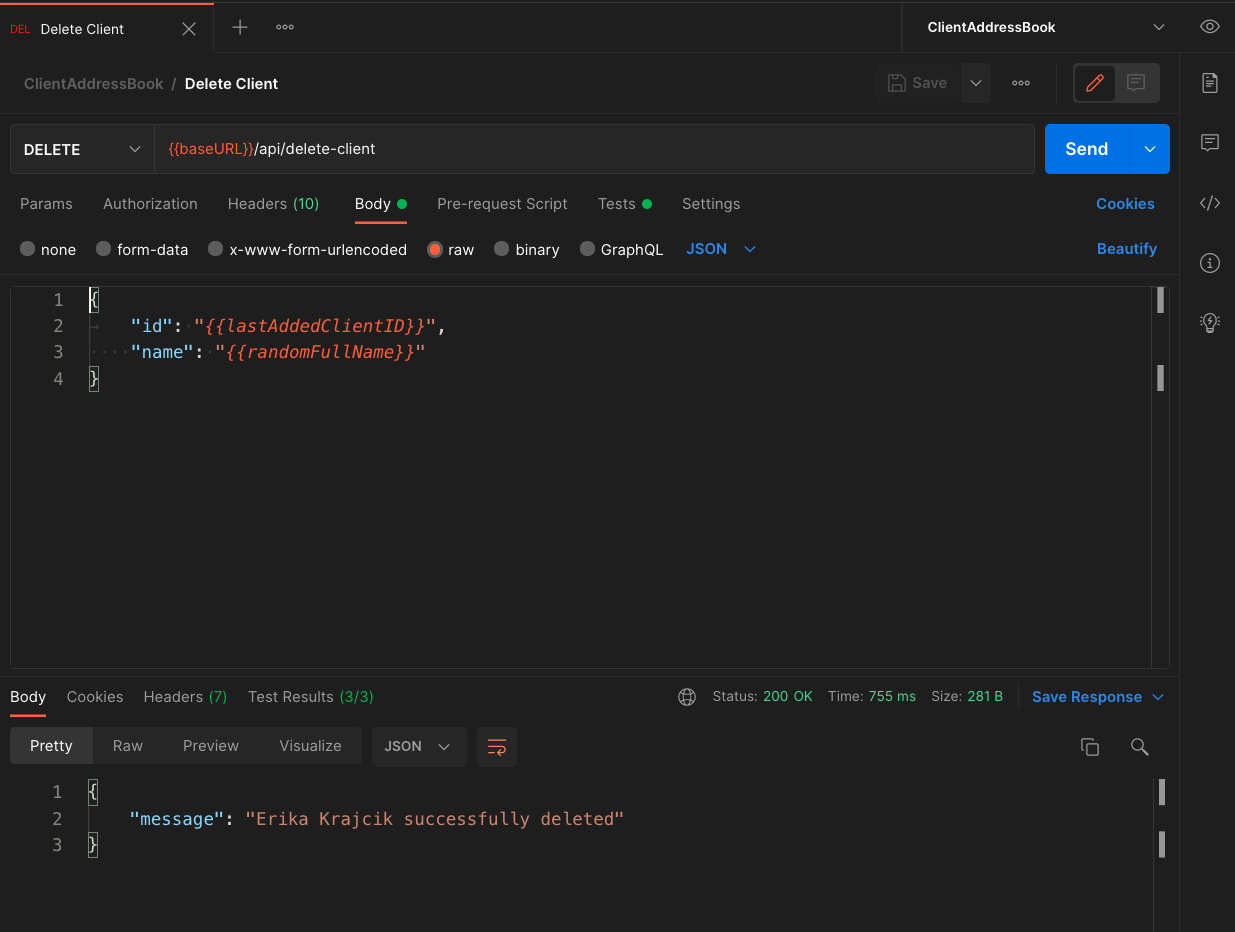 DEL Delete Client
ClientAddressBook
ClientAddressBook / Delete Client
Save
DELETE
{{baseURL}}/api/delete-client
Send
Params Authorization Headers (10) Body Pre-request Script Tests Settings Cookies
none form-data x-www-form-urlencoded raw binary GraphQL JSON Beautify
1 {
2 "id": "{{lastAddedClientID}}",
3 "name": "{{randomFullName}}"
4 }
Body Cookies Headers (7) Test Results (3/3) Status: 200 OK Time: 755 ms Size: 281 B Save Response
Pretty Raw Preview Visualize JSON
1 {
2 "message": "Erika Krajcik successfully deleted"
3 }